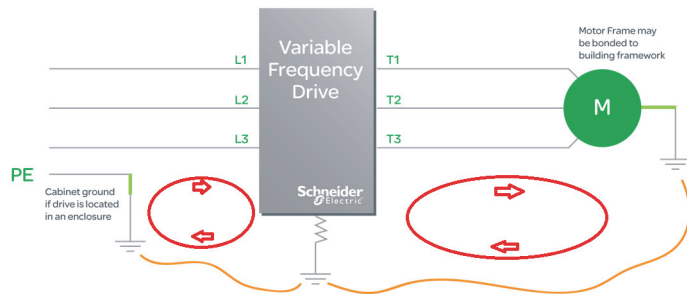 Motor Frame may
be bonded to
building framework
Variable
Frequency
Drive
L1
T1
L2
T2
M
L3
T3
PE
Cabinet ground
if drive is located
in an enclosure
Schneider
Electric